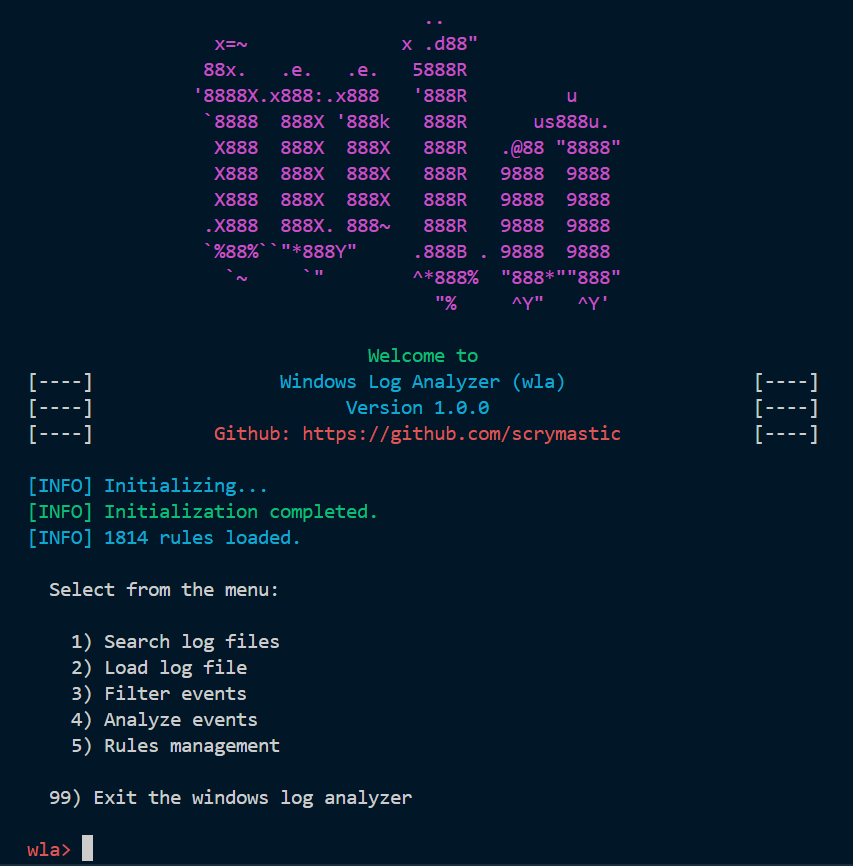 ..
                 x=~              x .d88"
                88x.   .e.   .e.   5888R
               '8888X.x888:.x888   '888R         u
                `8888  888X '888k   888R      us888u.
                 X888  888X  888X   888R   .@88 "8888"
                 X888  888X  888X   888R   9888  9888
                 X888  888X  888X   888R   9888  9888
                .X888  888X. 888~   888R   9888  9888
                `%88%``"*888Y"     .888B . 9888  9888
                  `~     `"        ^*888%  "888*""888"
                                     "%     ^Y"   ^Y'
Welcome to
[----] Windows Log Analyzer (wla) [----]
[----] Version 1.0.0 [----]
[----] Github: https://github.com/scrymastic [----]
[INFO] Initializing...
[INFO] Initialization completed.
[INFO] 1814 rules loaded.
Select from the menu:
1) Search log files
2) Load log file
3) Filter events
4) Analyze events
5) Rules management
99) Exit the windows log analyzer
wla>